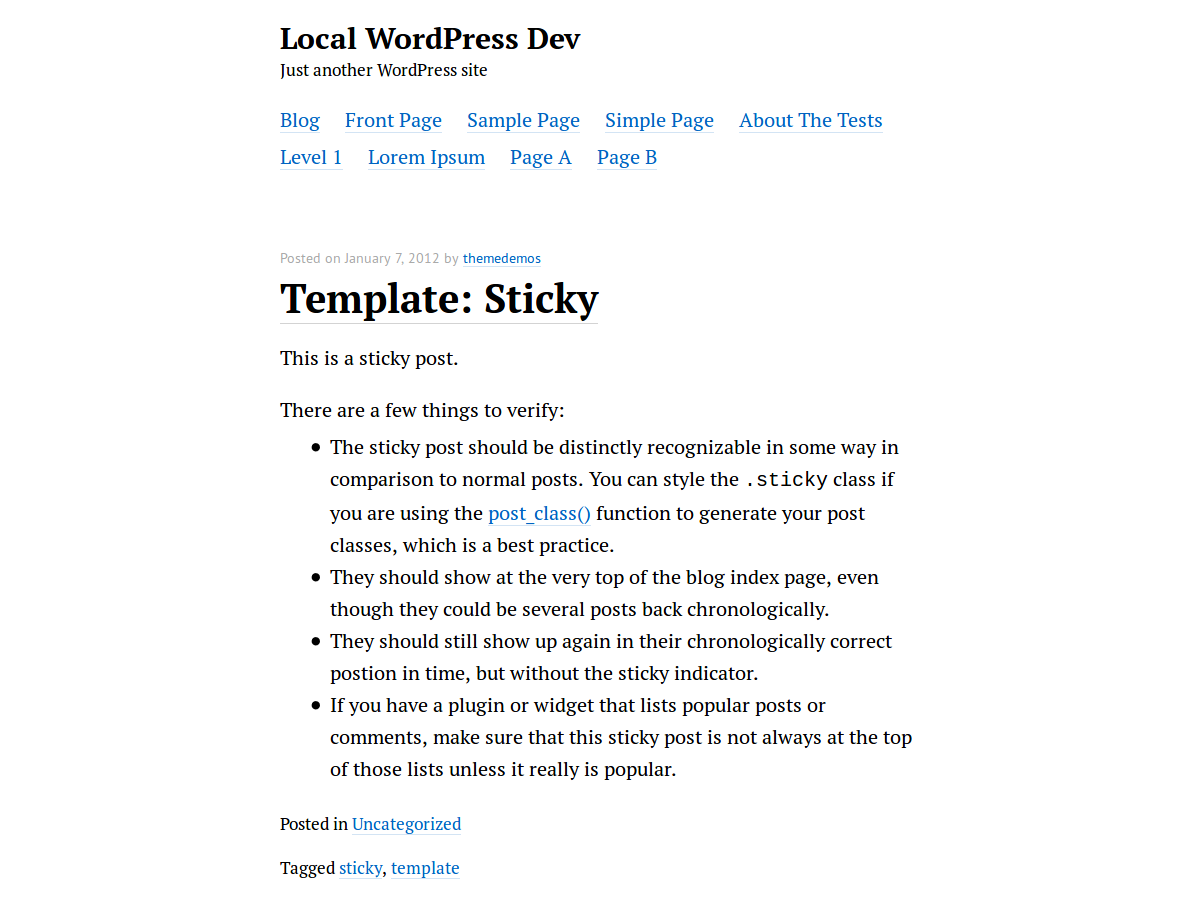 Local WordPress Dev
Just another WordPress site
Blog Front Page Sample Page Simple Page About The Tests
Level 1 Lorem Ipsum Page A Page B
Posted on January 7, 2012 by themedemos
Template: Sticky
This is a sticky post.
There are a few things to verify:
• The sticky post should be distinctly recognizable in some way in
comparison to normal posts. You can style the .sticky class if
you are using the post_class() function to generate your post
classes, which is a best practice.
• They should show at the very top of the blog index page, even
though they could be several posts back chronologically.
• They should still show up again in their chronologically correct
postion in time, but without the sticky indicator.
• If you have a plugin or widget that lists popular posts or
comments, make sure that this sticky post is not always at the top
of those lists unless it really is popular.
Posted in Uncategorized
Tagged sticky, template